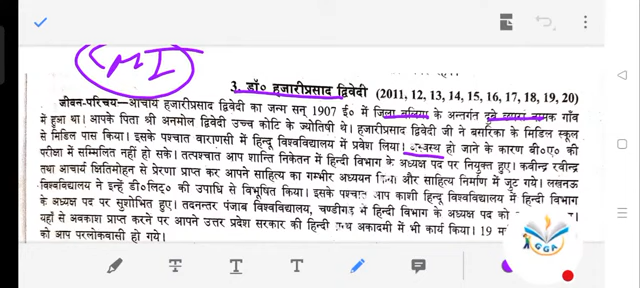 MI
3. डॉ० हजारीप्रसाद द्विवेदी (2011, 12, 13, 14, 15, 16, 17, 18, 19, 20)
जीवन-परिचय—आचार्य हजारीप्रसाद द्विवेदी का जन्म सन् 1907 ई० में जिला बलिया के अन्तर्गत दूबे छपरा नामक गाँव
में हुआ था। आपके पिता श्री अनमोल द्विवेदी उच्च कोटि के ज्योतिषी थे। हजारीप्रसाद द्विवेदी जी ने बसरिका के मिडिल स्कूल
से मिडिल पास किया। इसके पश्चात वाराणसी में हिन्दू विश्वविद्यालय में प्रवेश लिया। हो जाने के कारण बी०ए० की
परीक्षा में सम्मिलित नहीं हो सके। तत्पश्चात आप शान्ति निकेतन में हिन्दी विभाग के अध्यक्ष पद पर नियुक्त हुए। कवीन्द्र रवीन्द्र
तथा आचार्य क्षितिमोहन से प्रेरणा प्राप्त कर आपने साहित्य का गम्भीर अध्ययन किया और साहित्य निर्माण में जुट गये। लखनऊ
विश्वविद्यालय ने इन्हें डी०लिट्० की उपाधि से विभूषित किया। इसके पश्चात आप काशी हिन्दू विश्वविद्यालय में हिन्दी विभाग
के अध्यक्ष पद पर सुशोभित हुए। तदनन्तर पंजाब विश्वविद्यालय, चण्डीगढ़ में हिन्दी विभाग के अध्यक्ष पद को
यहाँ से अवकाश प्राप्त करने पर आपने उत्तर प्रदेश सरकार की हिन्दी ग्रन्थ अकादमी में भी कार्य किया। 19
को आप परलोकवासी हो गये।
GGA